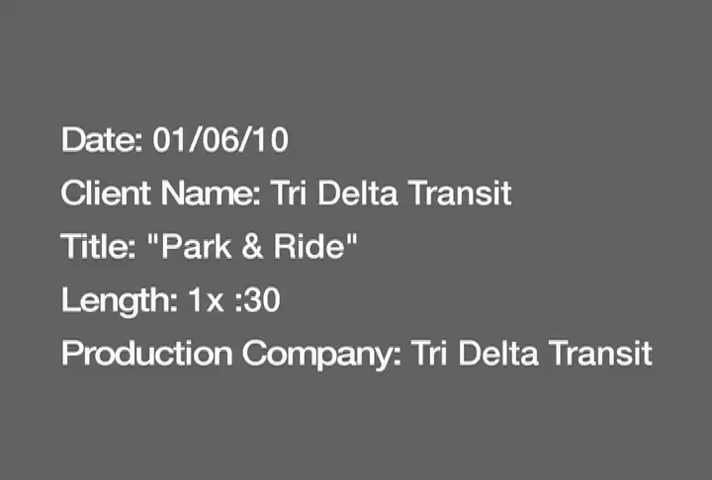 Date: 01/06/10
Client Name: Tri Delta Transit
Title: "Park & Ride"
Length: 1x :30
Production Company: Tri Delta Transit